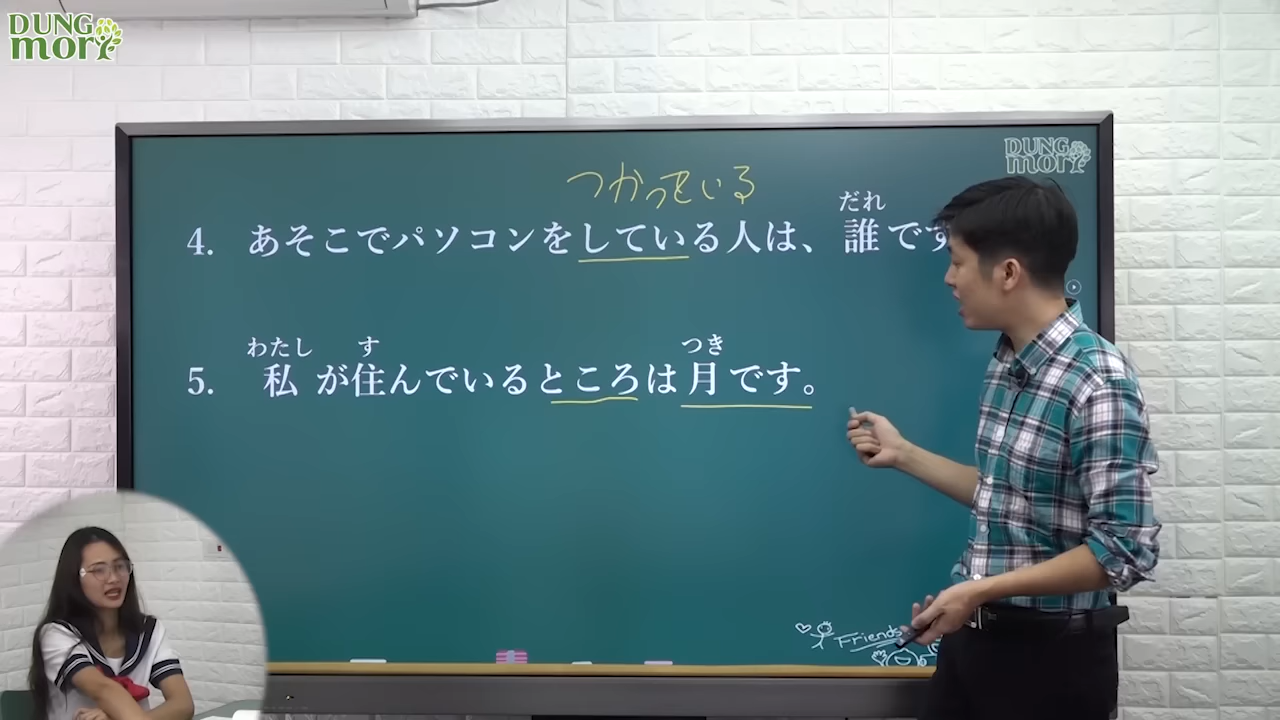 DUNG
mori
DUNG
mori
つかっている
だれ
4. あそこでパソコンをしている人は、誰です
わたし す つき
5. 私が住んでいるところは月です。
Friends